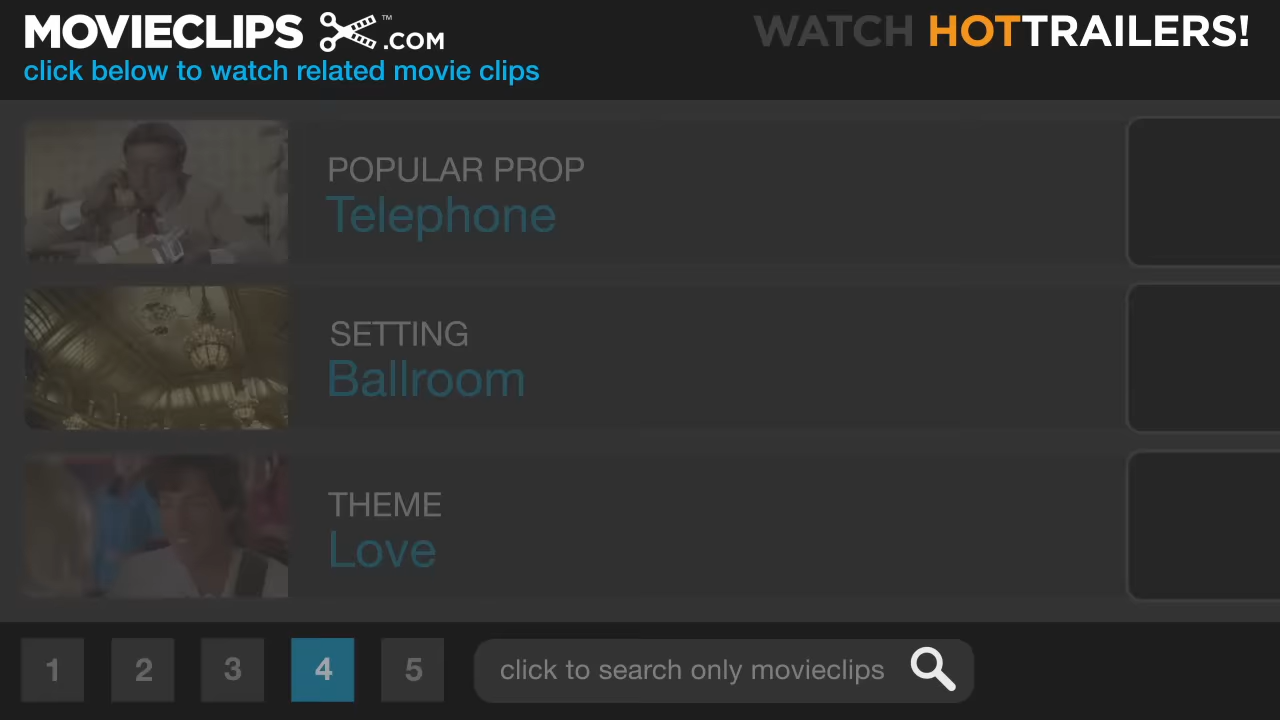 MOVIECLIPS ™ .COM
WATCH HOTTRAILERS!
click below to watch related movie clips
POPULAR PROP
Telephone
SETTING
Ballroom
THEME
Love
1 2 3 4 5
click to search only movieclips